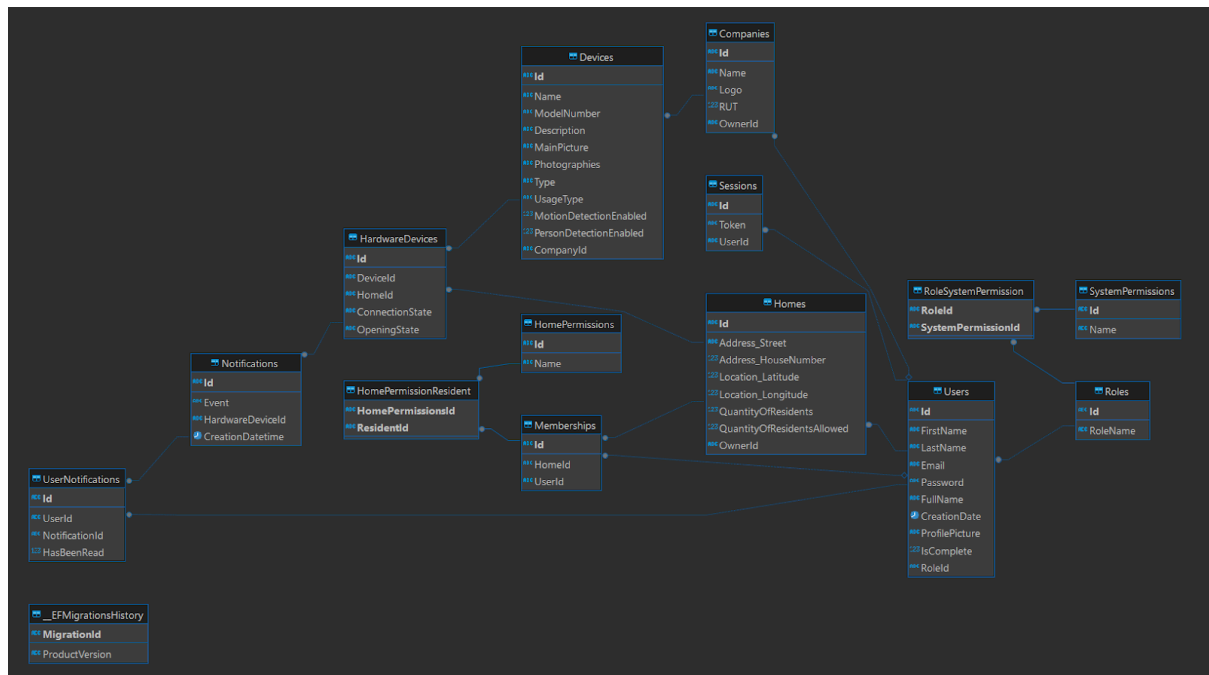 Companies
Id
Name
Logo
RUT
OwnerId
Devices
Id
Name
ModelNumber
Description
MainPicture
Photographies
Type
UsageType
MotionDetectionEnabled
PersonDetectionEnabled
CompanyId
Sessions
Id
Token
UserId
HardwareDevices
Id
DeviceId
HomeId
ConnectionState
OpeningState
RoleSystemPermission
RoleId
SystemPermissionId
SystemPermissions
Id
Name
Homes
Id
Address_Street
Address_HouseNumber
Location_Latitude
Location_Longitude
QuantityOfResidents
QuantityOfResidentsAllowed
OwnerId
HomePermissions
Id
Name
Notifications
Id
Event
HardwareDeviceId
CreationDatetime
HomePermissionResident
HomePermissionsId
ResidentId
Users
Id
FirstName
LastName
Email
Password
FullName
CreationDate
ProfilePicture
IsComplete
RoleId
Roles
Id
RoleName
Memberships
Id
HomeId
UserId
UserNotifications
Id
UserId
NotificationId
HasBeenRead
__EFMigrationsHistory
MigrationId
ProductVersion